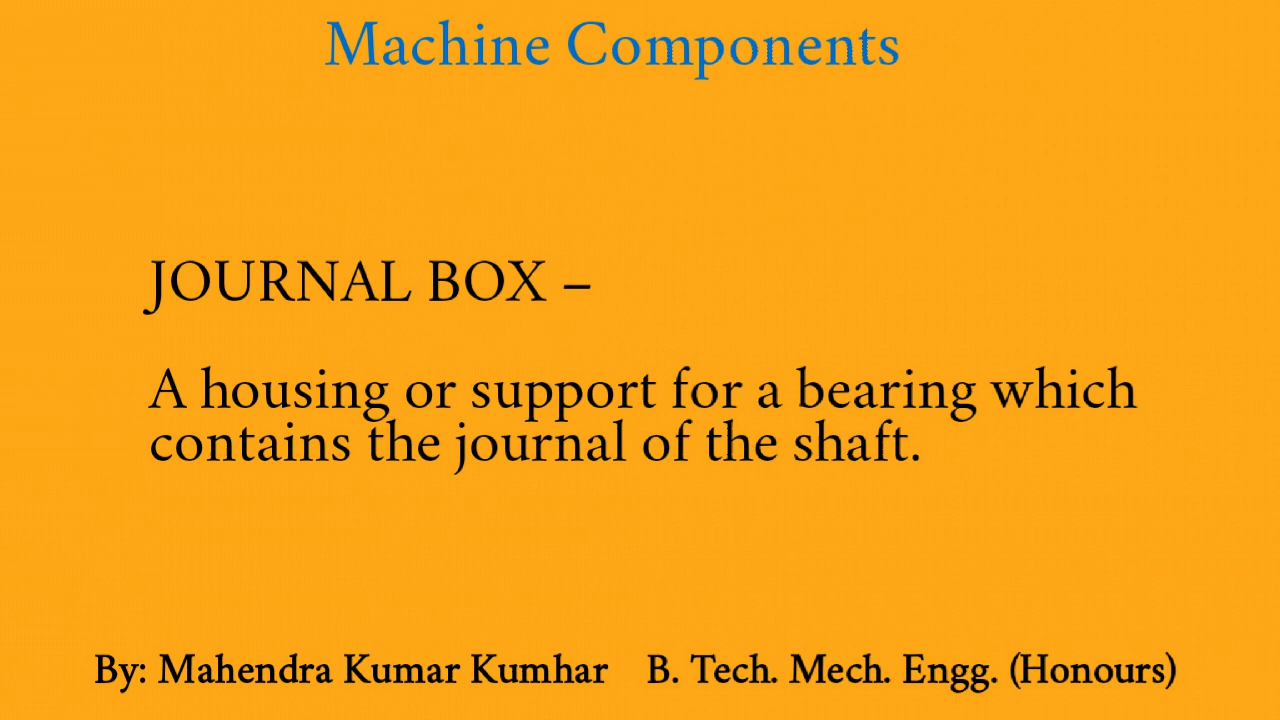 Machine Components
JOURNAL BOX –
A housing or support for a bearing which
contains the journal of the shaft.
By: Mahendra Kumar Kumhar B. Tech. Mech. Engg. (Honours)